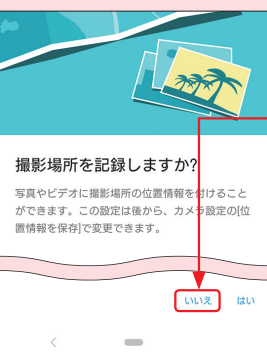 撮影場所を記録しますか?
写真やビデオに撮影場所の位置情報を付けること
ができます。この設定は後から、カメラ設定の[位
置情報を保存]で変更できます。
いいえ はい